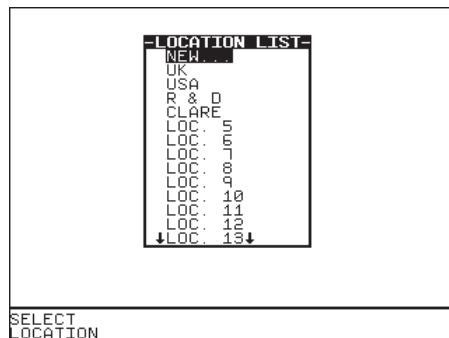 -LOCATION LIST-
NEW...
UK
USA
R & D
CLARE
LOC. 5
LOC. 6
LOC. 7
LOC. 8
LOC. 9
LOC. 10
LOC. 11
LOC. 12
↓LOC. 13↓
SELECT
LOCATION